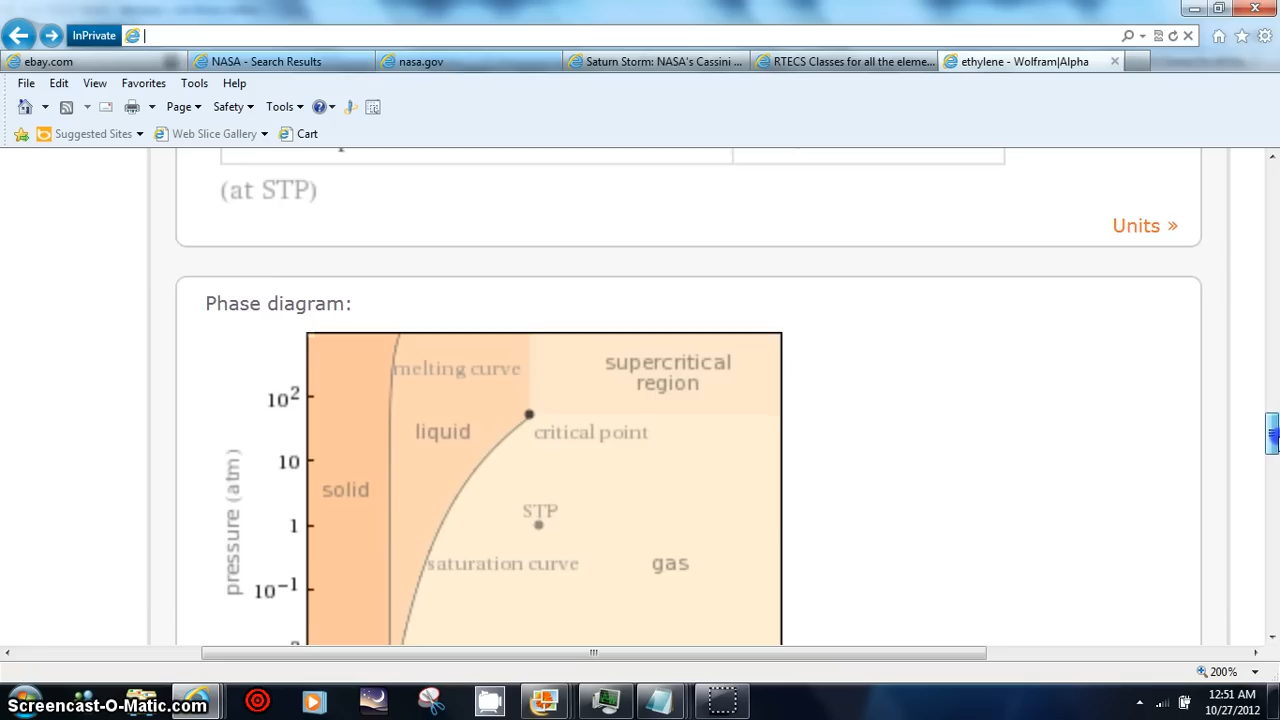 InPrivate
ebay.com
NASA - Search Results
nasa.gov
Saturn Storm: NASA's Cassini ...
RTECS Classes for all the eleme...
ethylene - Wolfram|Alpha
File Edit View Favorites Tools Help
Page Safety Tools
Suggested Sites Web Slice Gallery Cart
(at STP)
Units »
Phase diagram:
melting curve
supercritical
region
10²
liquid
critical point
10
solid
STP
1
pressure (atm)
saturation curve
gas
10⁻¹
200%
12:51 AM
10/27/2012
Screencast-O-Matic.com